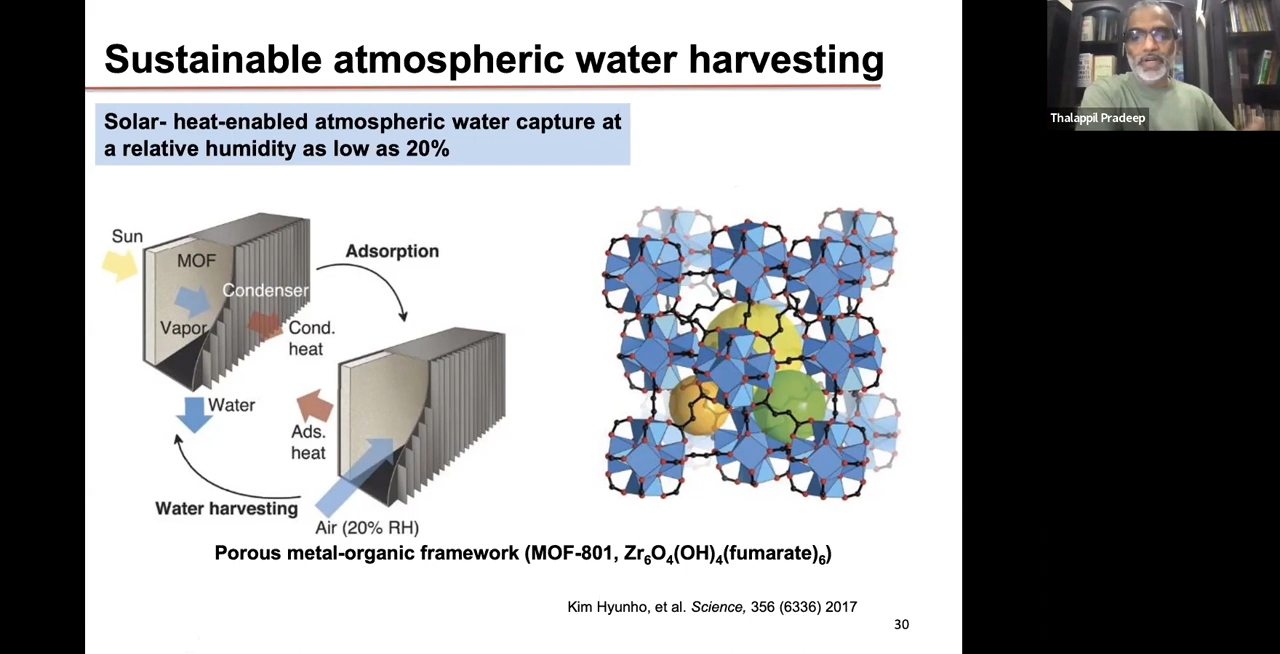 Sustainable atmospheric water harvesting
Solar- heat-enabled atmospheric water capture at
a relative humidity as low as 20%
Sun
MOF
Condenser
Vapor
Cond.
heat
Adsorption
Water
Ads.
heat
Water harvesting
Air (20% RH)
Porous metal-organic framework (MOF-801, Zr₆O₄(OH)₄(fumarate)₆)
Kim Hyunho, et al. Science, 356 (6336) 2017
30
Thalappil Pradeep